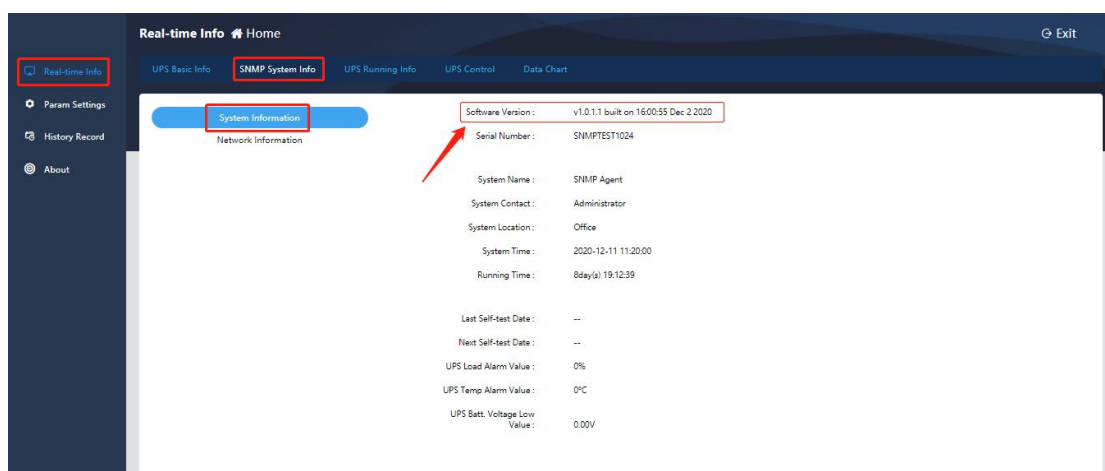 Real-time Info Home
Exit
Real-time Info
Param Settings
History Record
About
UPS Basic Info
SNMP System Info
UPS Running Info
UPS Control
Data Chart
System Information
Network Information
Software Version : v1.0.1.1 built on 16:00:55 Dec 2 2020
Serial Number : SNMPTEST1024
System Name : SNMP Agent
System Contact : Administrator
System Location : Office
System Time : 2020-12-11 11:20:00
Running Time : 8day(s) 19:12:39
Last Self-test Date : --
Next Self-test Date : --
UPS Load Alarm Value : 0%
UPS Temp Alarm Value : 0°C
UPS Batt. Voltage Low
Value : 0.00V